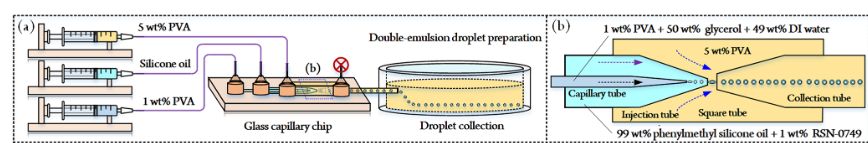 (a)
5 wt% PVA
Silicone oil
1 wt% PVA
(b)
Glass capillary chip
Double-emulsion droplet preparation
Droplet collection
(b)
1 wt% PVA + 50 wt% glycerol + 49 wt% DI water
5 wt% PVA
Capillary tube
Collection tube
Injection tube
Square tube
99 wt% phenylmethyl silicone oil + 1 wt% RSN-0749